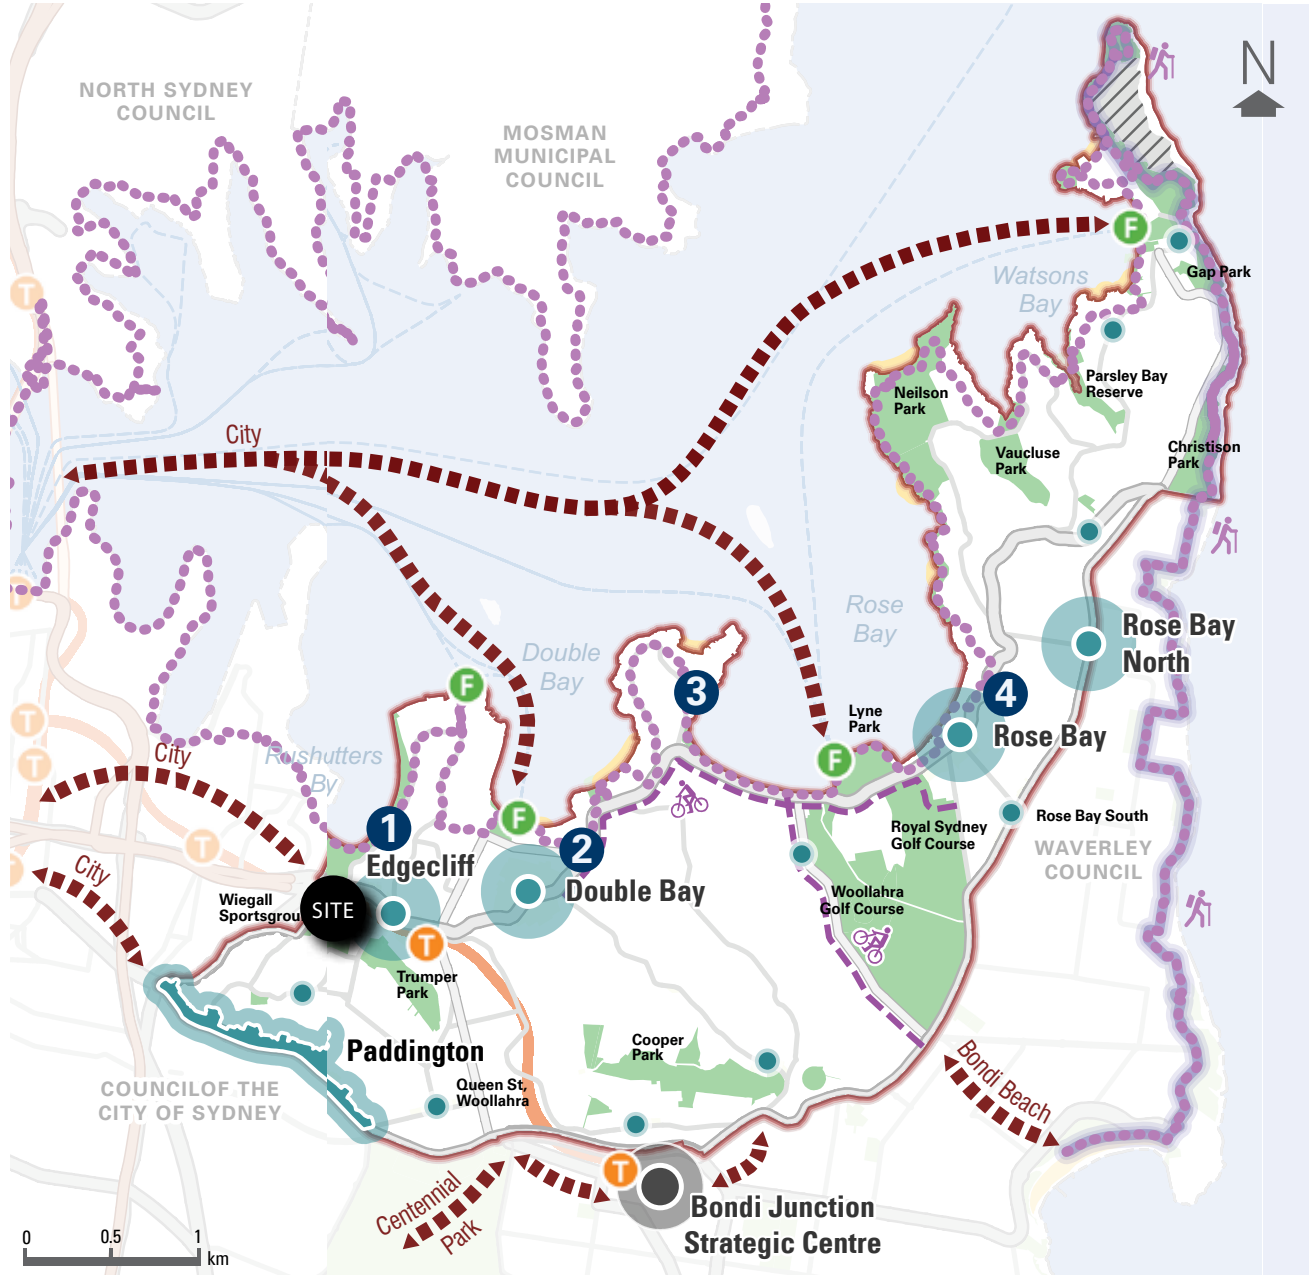 NORTH SYDNEY
COUNCIL
MOSMAN
MUNICIPAL
COUNCIL
N
T
F
Watsons
Bay
Gap Park
Parsley Bay
Reserve
Neilson
Park
Vaucluse
Park
Christison
Park
City
T
Rose
Bay
Rose Bay
North
Double
Bay
F
3
4
Rose Bay
Lyne
Park
F
T
T
City
Rushutters
By
1
Edgecliff
F
2
Double Bay
T
T
City
Wiegall
Sportsgrou
SITE
T
Trumper
Park
Royal Sydney
Golf Course
Rose Bay South
WAVERLEY
COUNCIL
Woollahra
Golf Course
Paddington
Cooper
Park
Queen St,
Woollahra
COUNCILOF THE
CITY OF SYDNEY
Bondi Beach
T
Centennial
Park
Bondi Junction
Strategic Centre
0 0.5 1
km